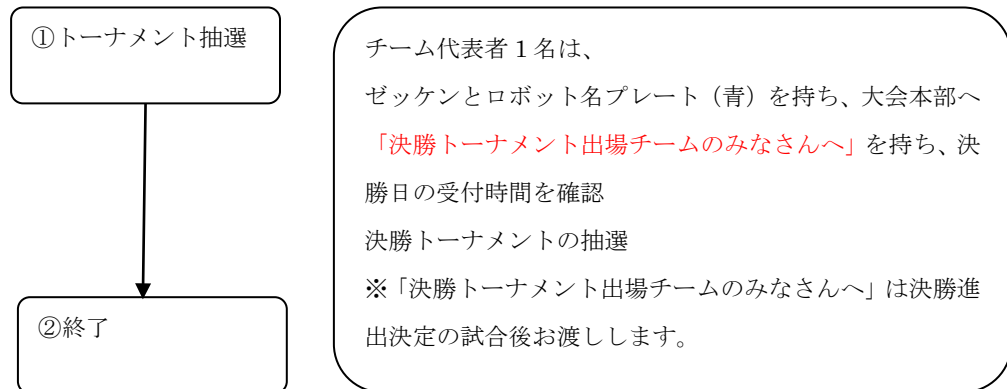 ①トーナメント抽選
チーム代表者１名は、
ゼッケンとロボット名プレート（青）を持ち、大会本部へ
「決勝トーナメント出場チームのみなさんへ」を持ち、決
勝日の受付時間を確認
決勝トーナメントの抽選
※「決勝トーナメント出場チームのみなさんへ」は決勝進
出決定の試合後お渡しします。
②終了